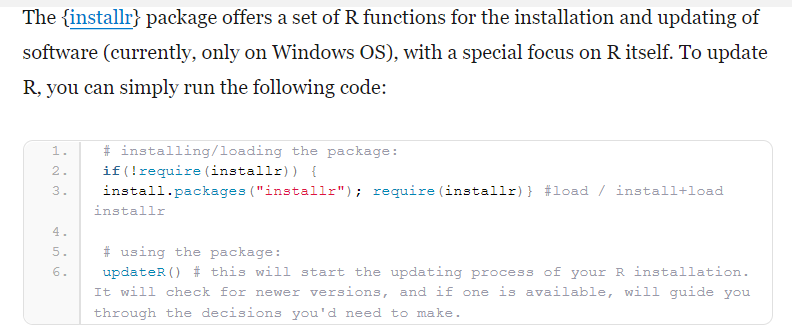 The {installr} package offers a set of R functions for the installation and updating of
software (currently, only on Windows OS), with a special focus on R itself. To update
R, you can simply run the following code:
1. # installing/loading the package:
2. if(!require(installr)) {
3. install.packages("installr"); require(installr)} #load / install+load
installr
4.
5. # using the package:
6. updateR() # this will start the updating process of your R installation.
It will check for newer versions, and if one is available, will guide you
through the decisions you'd need to make.